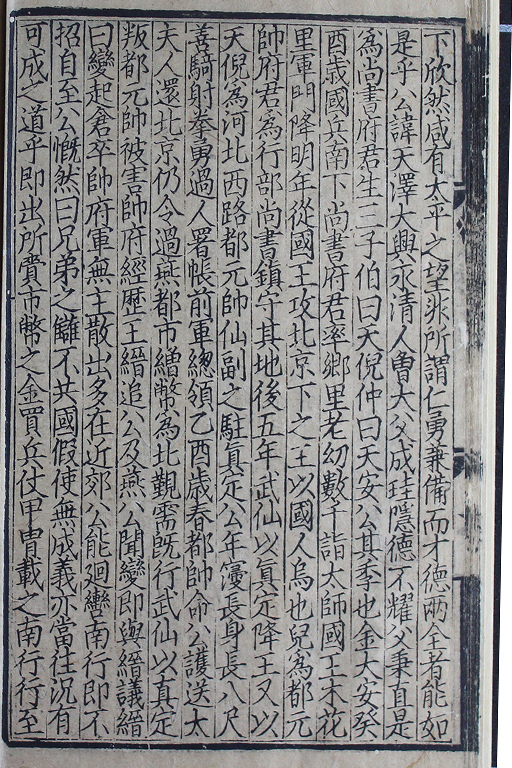 下欣然咸有太平之望非所謂仁勇兼備而才德兩全者能如
是乎公諱天澤大興永清人曾大父成珪隱德不耀父秉直是
為尚書府君生三子伯曰天倪仲曰天安公其季也金大安癸
酉歲國兵南下尚書府君率鄉里老幼數千詣太師國王木花
里軍門降明年從國王攻北京下之王以國人烏也兒為都元
帥府君為行部尚書鎮守其地後五年武仙以真定降王又以
天倪為河北西路都元帥仙副之駐真定公年寖長身長八尺
善騎射拳勇過人署帳前軍總領乙酉歲春都帥命公護送太
夫人還北京仍令過燕都市繒幣為北覲需既行武仙以真定
叛都元帥被害帥府經歷王縉追公及燕公聞變即與縉議縉
曰變起倉卒帥府軍無主散出多在近郊公能迴轡南行即不
招自至公慨然曰兄弟之讎不共國假使無成義亦當往況有
可成之道乎即出所賷市幣之金買兵仗甲冑載之南行行至